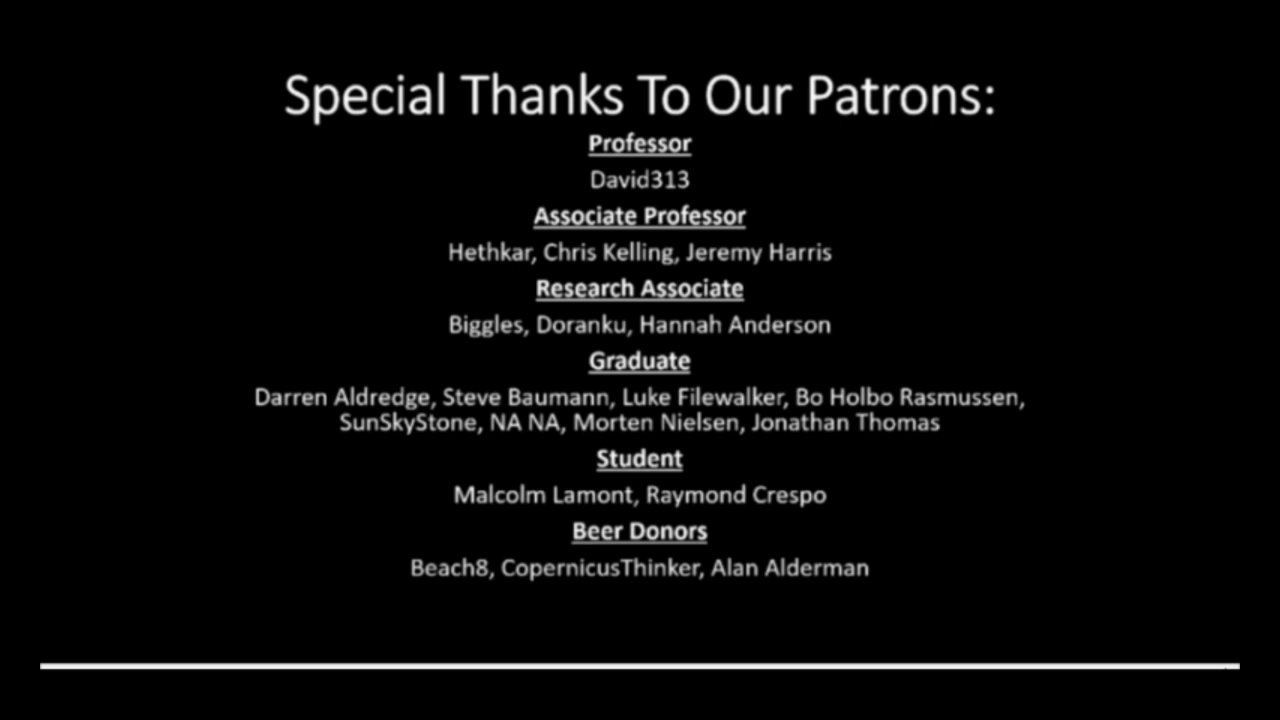 Special Thanks To Our Patrons:
Professor
David313
Associate Professor
Hethkar, Chris Kelling, Jeremy Harris
Research Associate
Biggles, Doranku, Hannah Anderson
Graduate
Darren Aldredge, Steve Baumann, Luke Filewalker, Bo Holbo Rasmussen,
SunSkyStone, NA NA, Morten Nielsen, Jonathan Thomas
Student
Malcolm Lamont, Raymond Crespo
Beer Donors
Beach8, CopernicusThinker, Alan Alderman